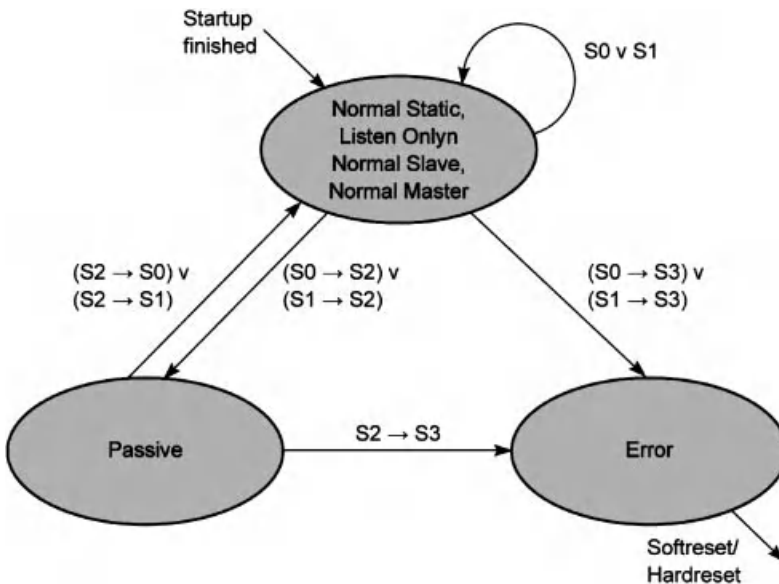 Startup
finished
S0 v S1
Normal Static,
Listen Onlyn
Normal Slave,
Normal Master
(S2 → S0) v
(S2 → S1)
(S0 → S2) v
(S1 → S2)
(S0 → S3) v
(S1 → S3)
Passive
S2 → S3
Error
Softreset/
Hardreset